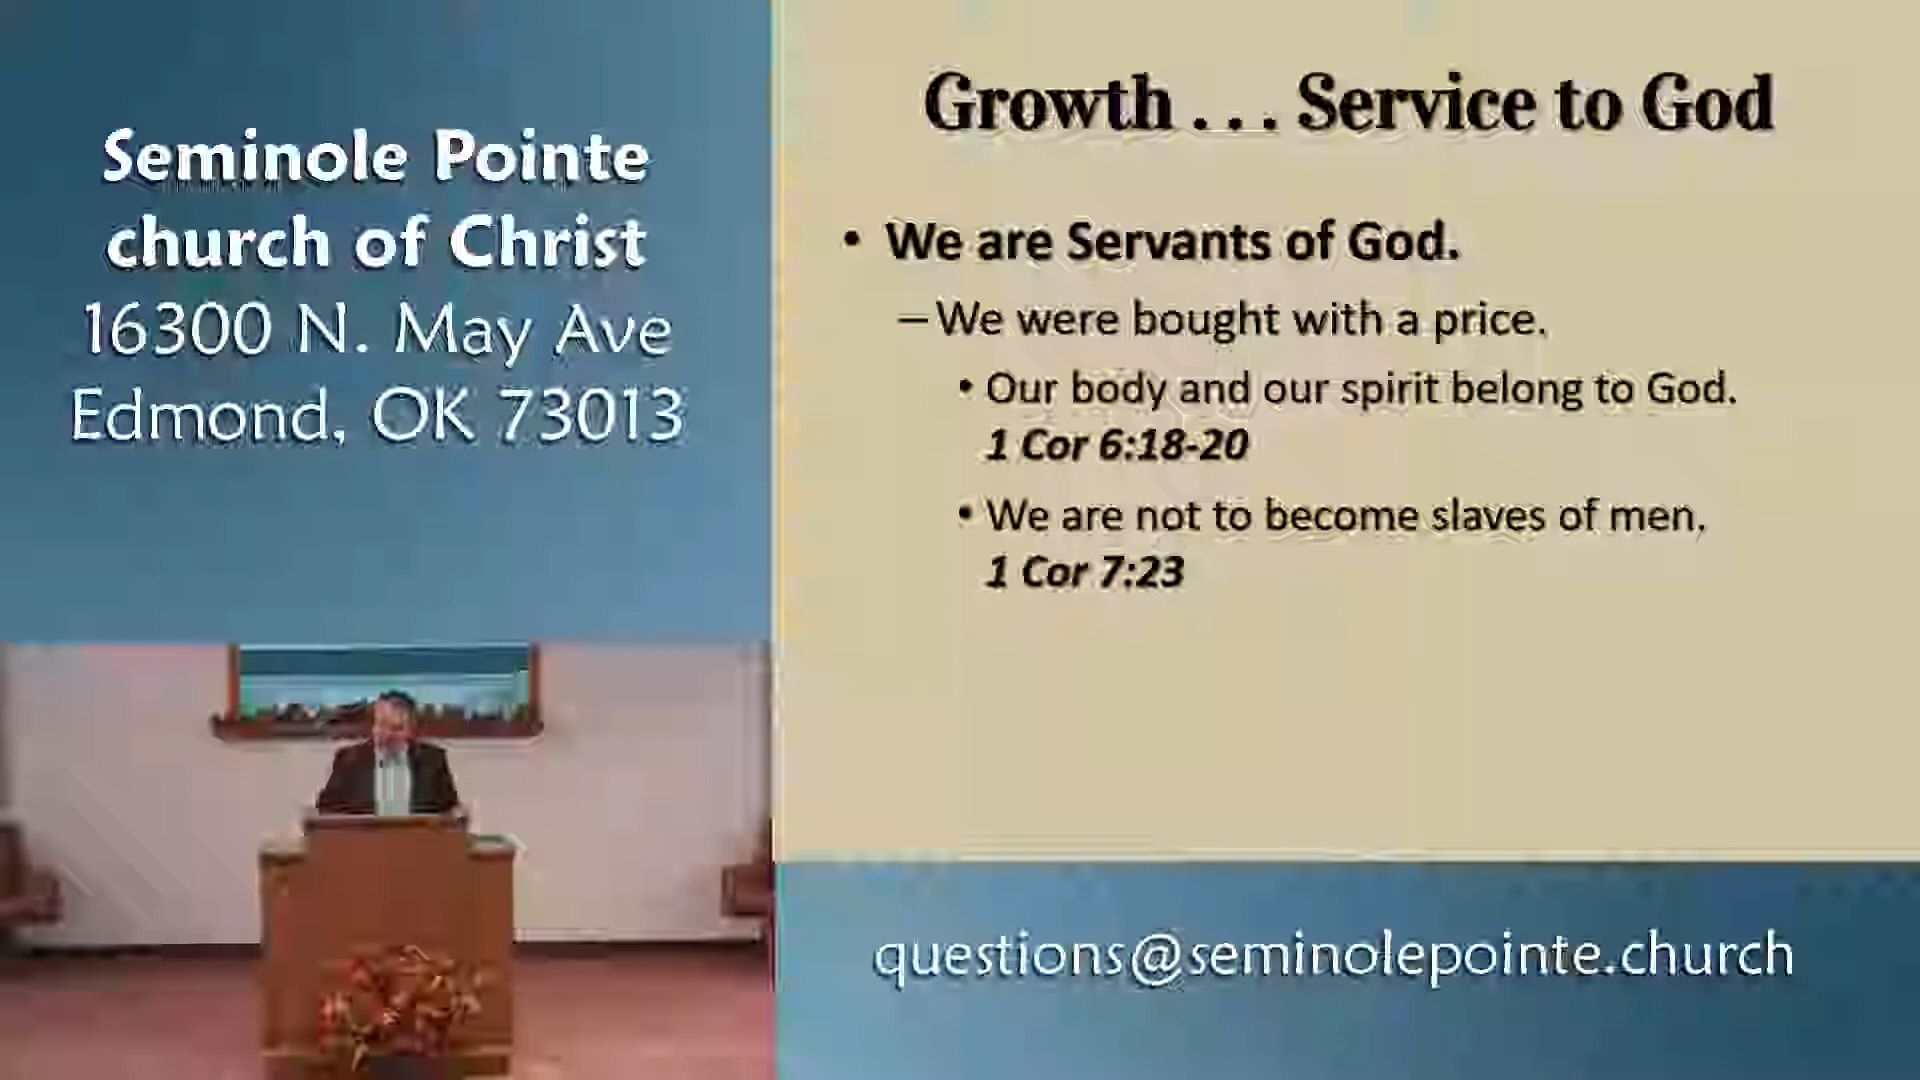 Seminole Pointe
church of Christ
16300 N. May Ave
Edmond, OK 73013
Growth . . . Service to God
• We are Servants of God.
– We were bought with a price.
• Our body and our spirit belong to God.
1 Cor 6:18-20
• We are not to become slaves of men.
1 Cor 7:23
questions@seminolepointe.church